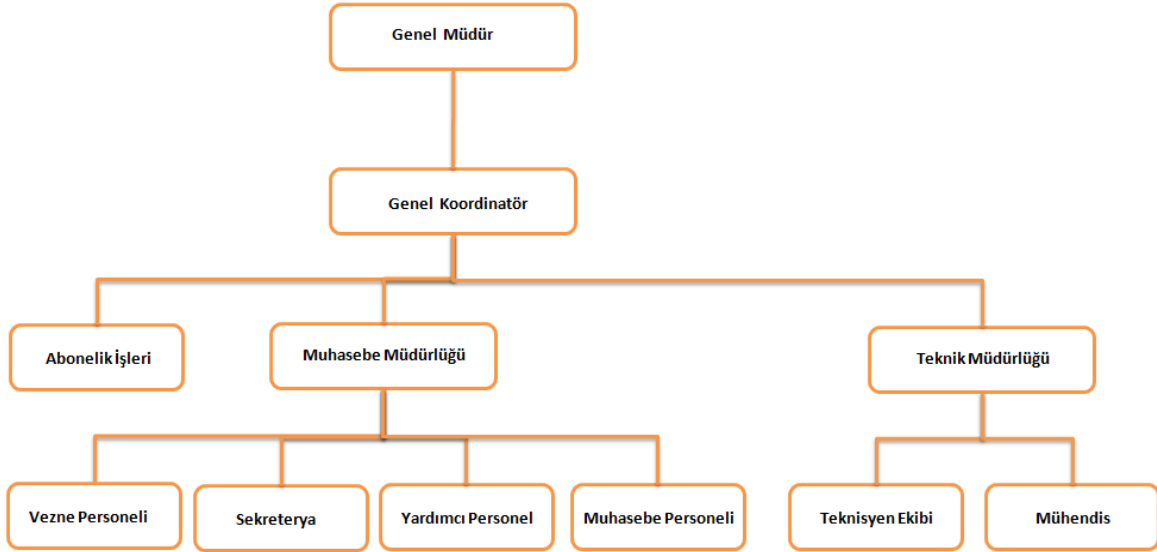 Genel Müdür
Genel Koordinatör
Abonelik İşleri
Muhasebe Müdürlüğü
Teknik Müdürlüğü
Vezne Personeli
Sekreterya
Yardımcı Personel
Muhasebe Personeli
Teknisyen Ekibi
Mühendis